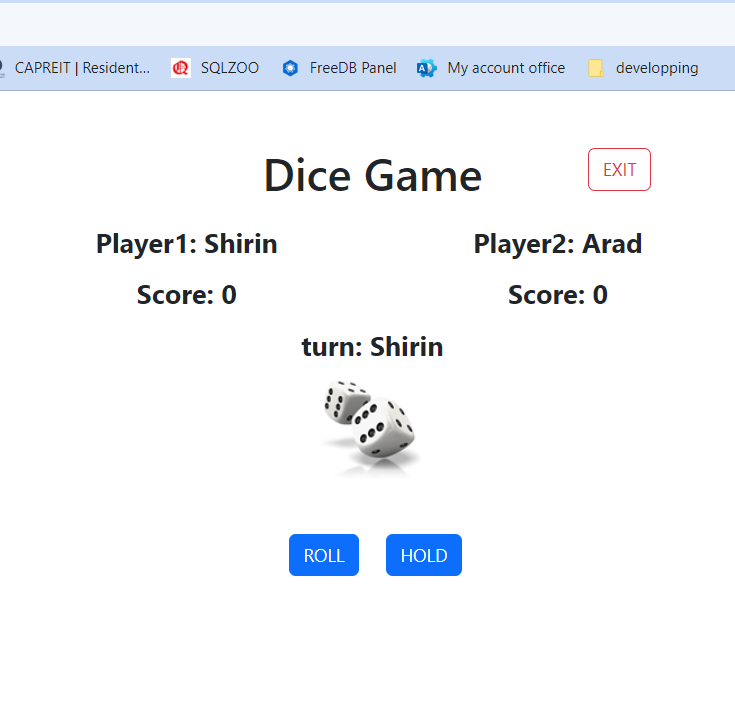 CAPREIT | Resident... SQLZOO FreeDB Panel My account office developping
Dice Game EXIT
Player1: Shirin Player2: Arad
Score: 0 Score: 0
turn: Shirin
ROLL HOLD